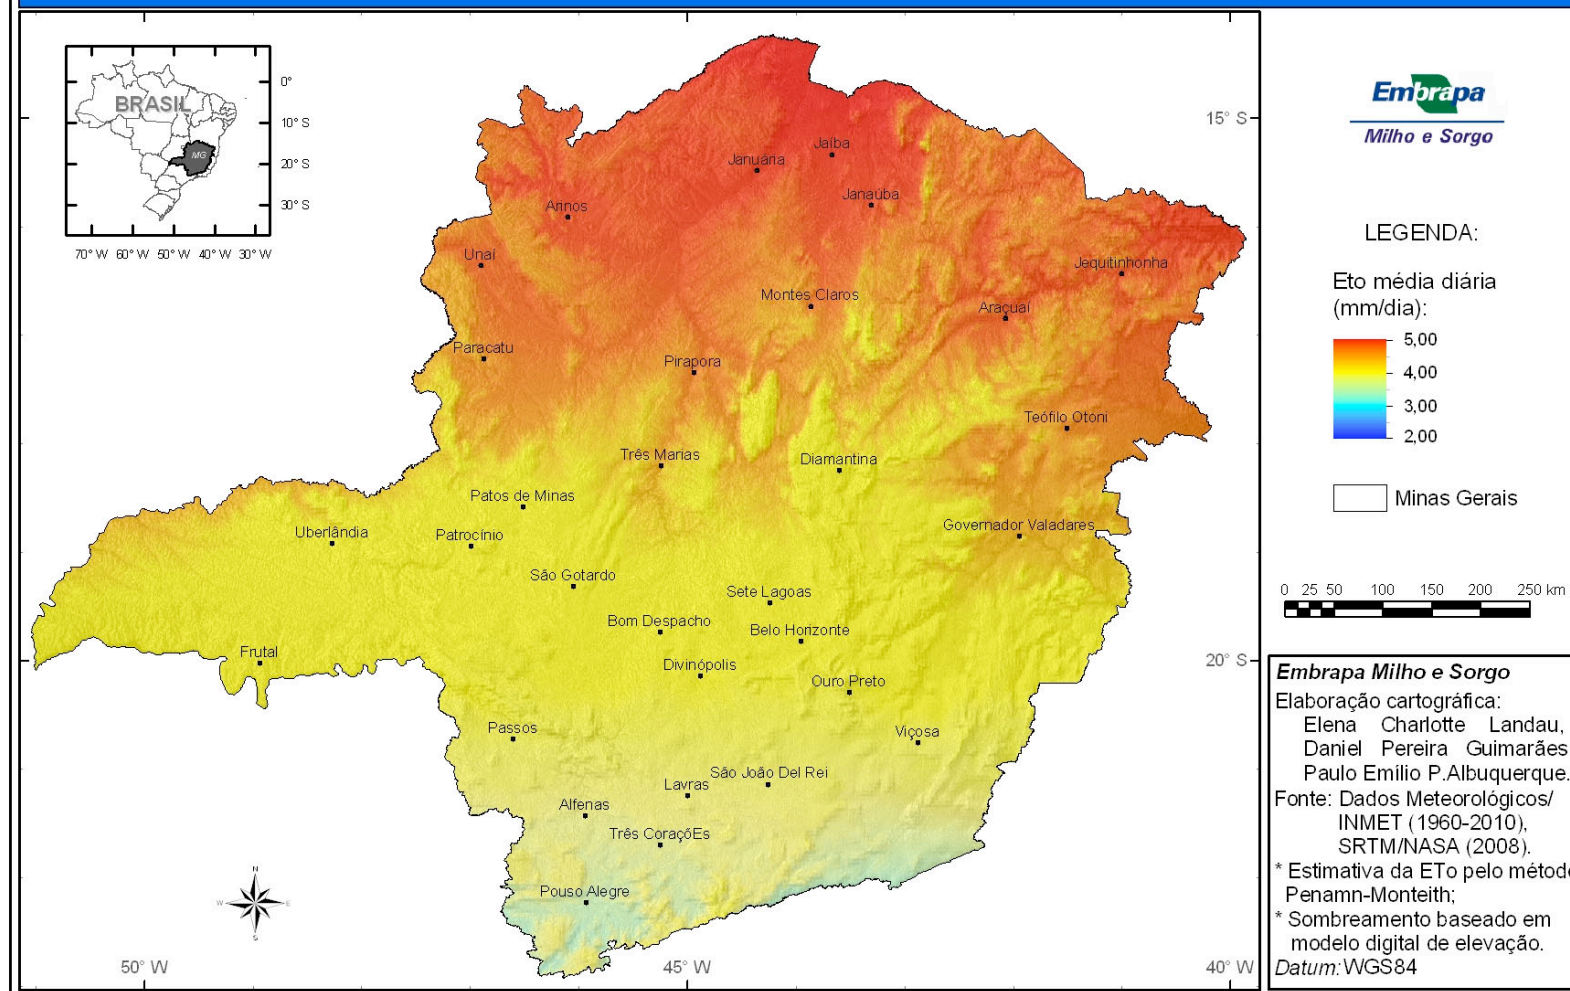 BRASIL
MG
0°
10° S
20° S
30° S
70° W 60° W 50° W 40° W 30° W
15° S
20° S
50° W
45° W
40° W
Jaíba
Januária
Janaúba
Arinos
Unaí
Jequitinhonha
Montes Claros
Araçuaí
Paracatu
Pirapora
Teófilo Otoni
Três Marias
Diamantina
Patos de Minas
Uberlândia
Patrocínio
Governador Valadares
São Gotardo
Sete Lagoas
Bom Despacho
Belo Horizonte
Frutal
Divinópolis
Ouro Preto
Passos
Viçosa
São João Del Rei
Lavras
Alfenas
Três CoraçõEs
Pouso Alegre
N
W E
S
Embrapa
Milho e Sorgo
LEGENDA:
Eto média diária
(mm/dia):
5,00
4,00
3,00
2,00
Minas Gerais
0 25 50 100 150 200 250 km
Embrapa Milho e Sorgo
Elaboração cartográfica:
Elena Charlotte Landau,
Daniel Pereira Guimarães
Paulo Emílio P.Albuquerque.
Fonte: Dados Meteorológicos/
INMET (1960-2010),
SRTM/NASA (2008).
* Estimativa da ETo pelo método
Penamn-Monteith;
* Sombreamento baseado em
modelo digital de elevação.
Datum:WGS84